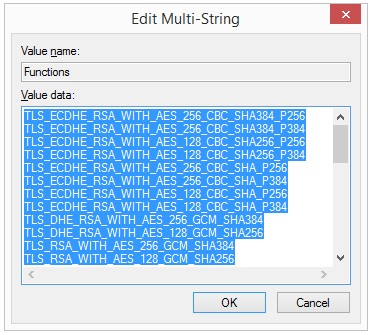 Edit Multi-String
Value name:
Functions
Value data:
TLS_ECDHE_RSA_WITH_AES_256_CBC_SHA384_P256
TLS_ECDHE_RSA_WITH_AES_256_CBC_SHA384_P384
TLS_ECDHE_RSA_WITH_AES_128_CBC_SHA256_P256
TLS_ECDHE_RSA_WITH_AES_128_CBC_SHA256_P384
TLS_ECDHE_RSA_WITH_AES_256_CBC_SHA_P256
TLS_ECDHE_RSA_WITH_AES_256_CBC_SHA_P384
TLS_ECDHE_RSA_WITH_AES_128_CBC_SHA_P256
TLS_ECDHE_RSA_WITH_AES_128_CBC_SHA_P384
TLS_DHE_RSA_WITH_AES_256_GCM_SHA384
TLS_DHE_RSA_WITH_AES_128_GCM_SHA256
TLS_RSA_WITH_AES_256_GCM_SHA384
TLS_RSA_WITH_AES_128_GCM_SHA256
OK Cancel